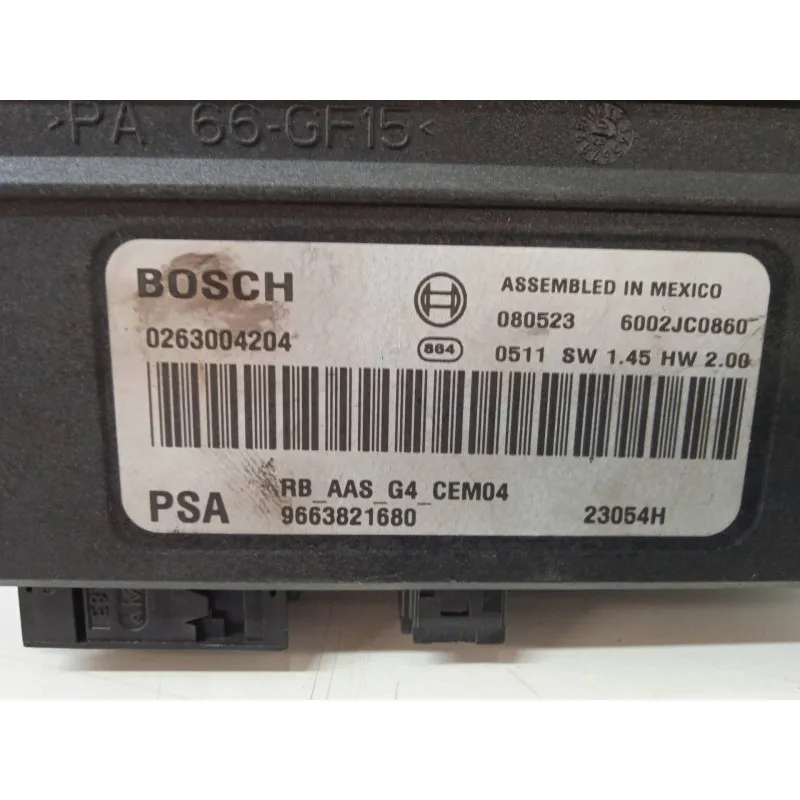 >PA 66-GF15<
BOSCH
ASSEMBLED IN MEXICO
0263004204
080523 6002JC0860
864
0511 SW 1.45 HW 2.00
PSA
RB_AAS_G4_CEM04
9663821680
23054H